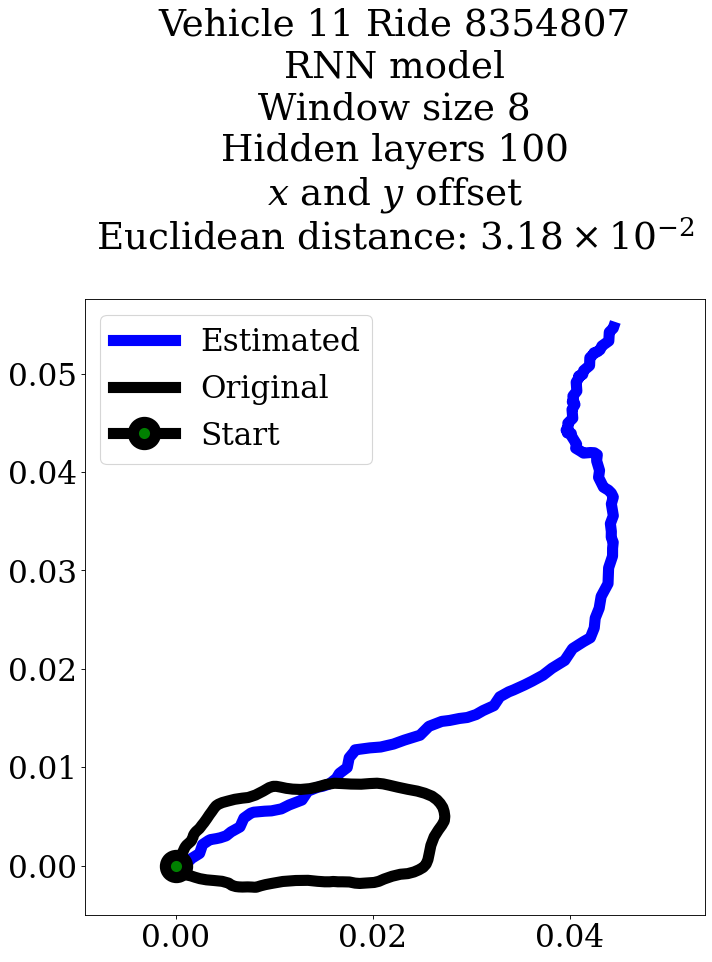 Vehicle 11 Ride 8354807
RNN model
Window size 8
Hidden layers 100
x and y offset
Euclidean distance: 3.18 × 10⁻²
Estimated
Original
Start
0.05
0.04
0.03
0.02
0.01
0.00
0.00 0.02 0.04